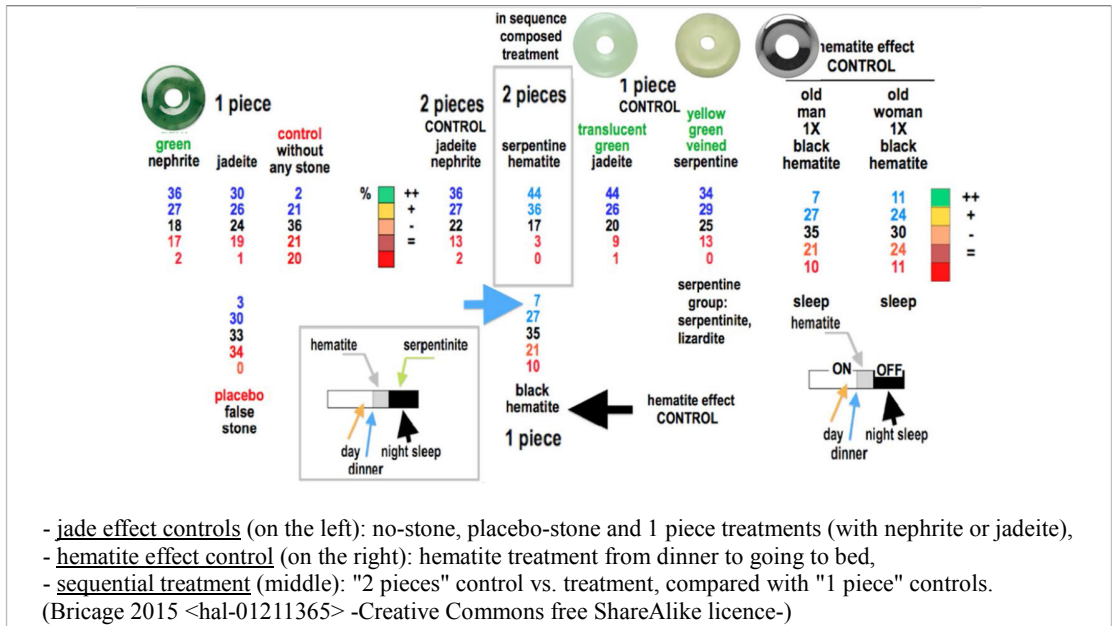 in sequence
composed
treatment
1 piece
2 pieces
CONTROL
jadeite
nephrite
2 pieces
serpentine
hematite
1 piece
CONTROL
hematite effect
CONTROL
green
nephrite
jadeite
control
without
any stone
translucent
green
jadeite
yellow
green
veined
serpentine
old
man
1X
black
hematite
old
woman
1X
black
hematite
36 30 2 % ++ 36 44 44 34 7 11 ++
27 26 21 + 27 36 26 29 27 24 +
18 24 36 - 22 17 20 25 35 30 -
17 19 21 = 13 3 9 13 21 24 =
2 1 20 2 0 1 0 10 11
3
30
33
34
0
placebo
false
stone
7
27
35
21
10
black
hematite
1 piece
hematite effect
CONTROL
serpentine
group:
serpentinite,
lizardite
hematite serpentinite
day night sleep
dinner
sleep sleep
hematite
ON OFF
day night sleep
dinner
- jade effect controls (on the left): no-stone, placebo-stone and 1 piece treatments (with nephrite or jadeite),
- hematite effect control (on the right): hematite treatment from dinner to going to bed,
- sequential treatment (middle): "2 pieces" control vs. treatment, compared with "1 piece" controls.
(Bricage 2015 <hal-01211365> -Creative Commons free ShareAlike licence-)